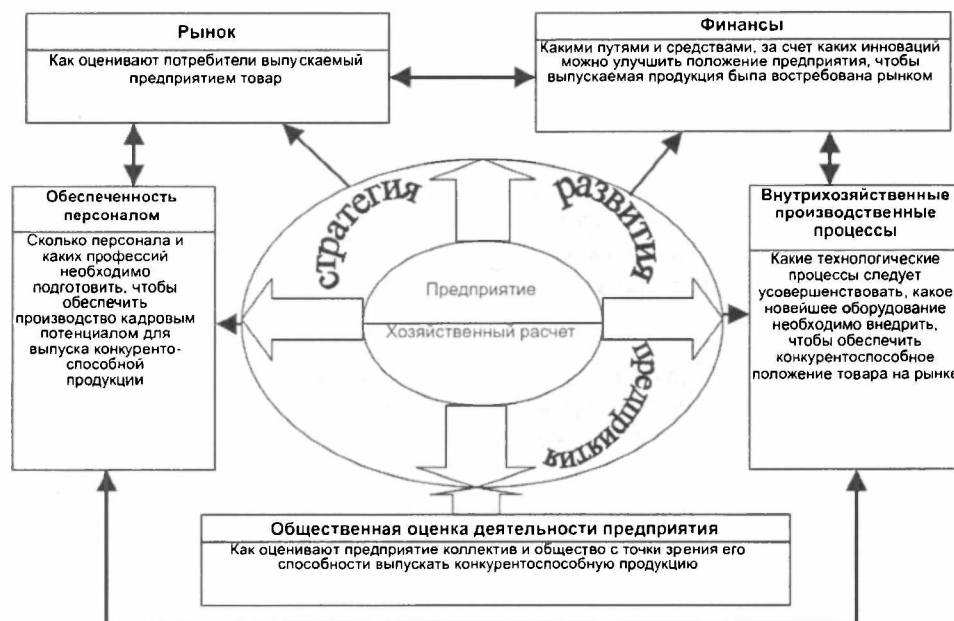 Рынок
Как оценивают потребители выпускаемый
предприятием товар
Финансы
Какими путями и средствами, за счет каких инноваций
можно улучшить положение предприятия, чтобы
выпускаемая продукция была востребована рынком
Обеспеченность
персоналом
Сколько персонала и
каких профессий
необходимо
подготовить, чтобы
обеспечить
производство кадровым
потенциалом для
выпуска конкуренто-
способной
продукции
стратегия
развития
предприятия
Предприятие
Хозяйственный расчет
Внутрихозяйственные
производственные
процессы
Какие технологические
процессы следует
усовершенствовать, какое
новейшее оборудование
необходимо внедрить,
чтобы обеспечить
конкурентоспособное
положение товара на рынке
Общественная оценка деятельности предприятия
Как оценивают предприятие коллектив и общество с точки зрения его
способности выпускать конкурентоспособную продукцию